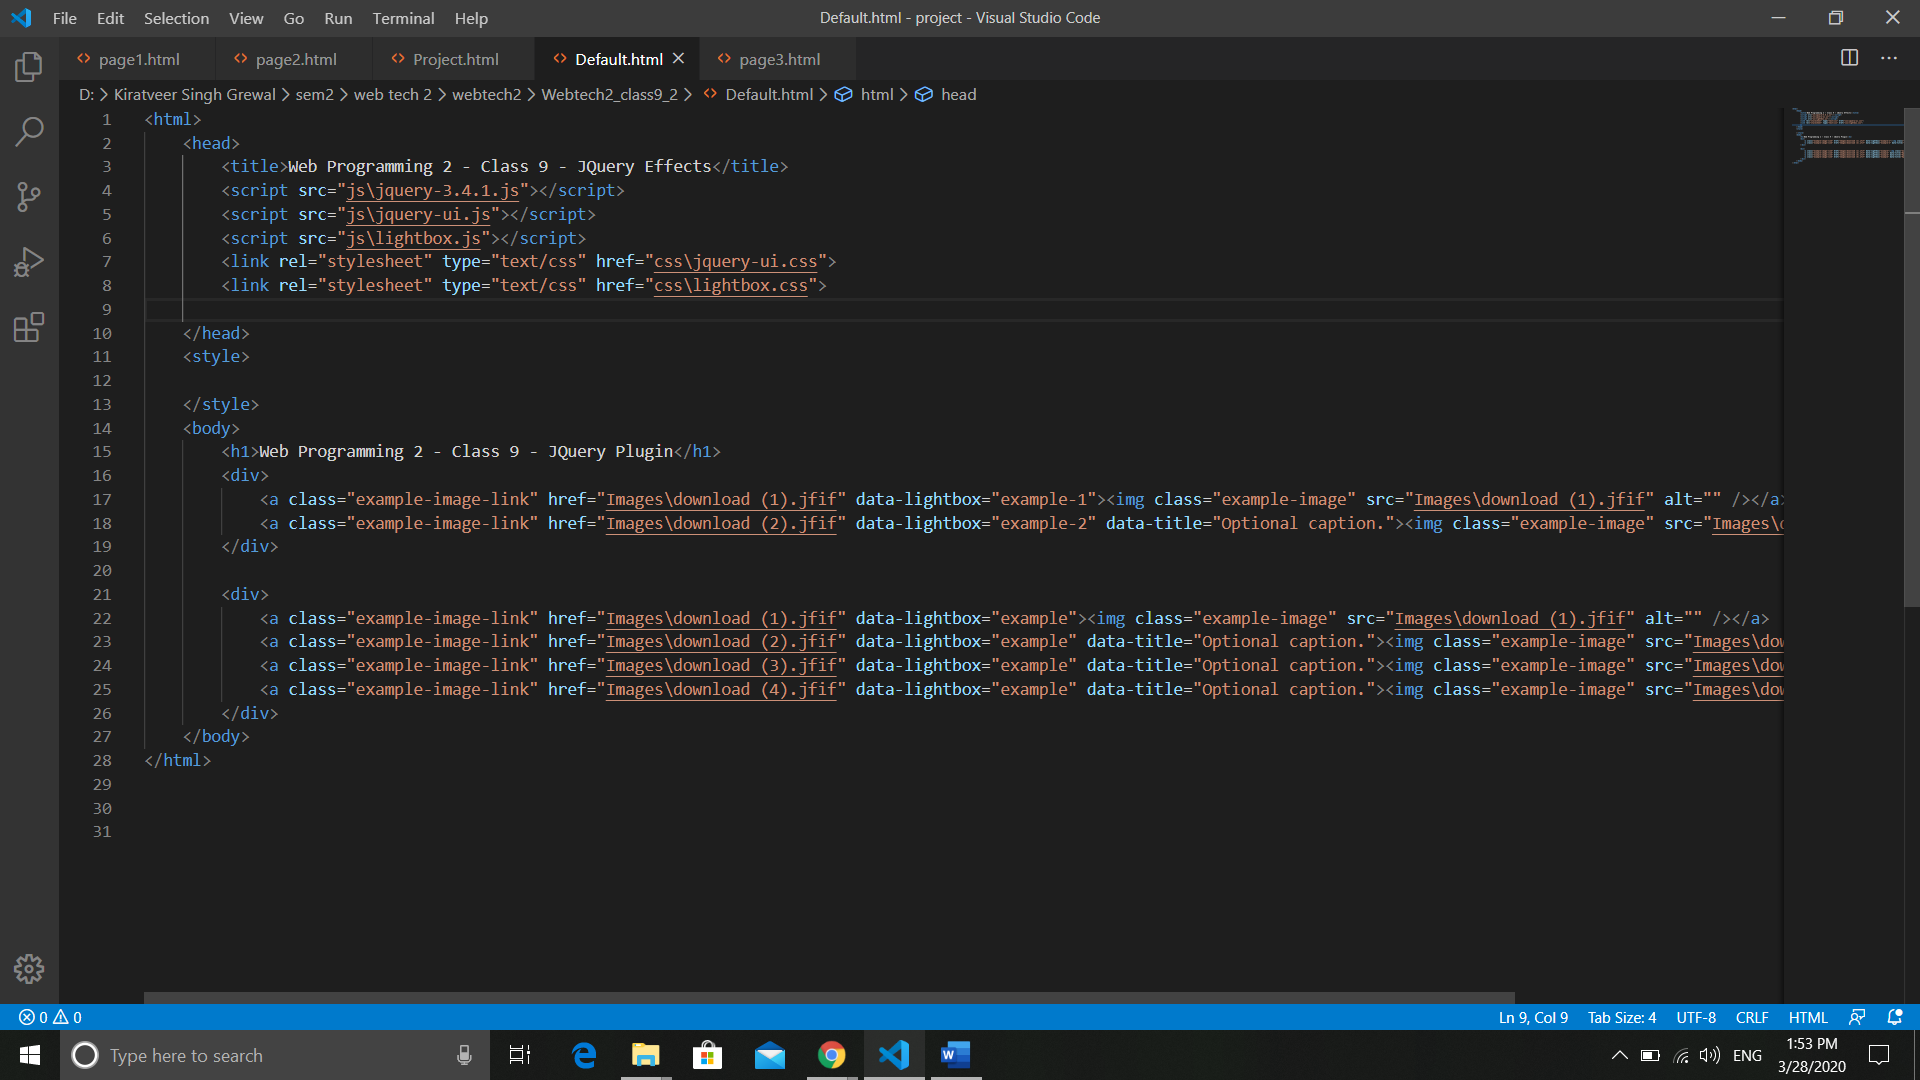 File Edit Selection View Go Run Terminal Help Default.html - project - Visual Studio Code
page1.html page2.html Project.html Default.html page3.html
D: > Kiratveer Singh Grewal > sem2 > web tech 2 > webtech2 > Webtech2_class9_2 > Default.html > html > head
1 <html>
2 <head>
3 <title>Web Programming 2 - Class 9 - JQuery Effects</title>
4 <script src="js\jquery-3.4.1.js"></script>
5 <script src="js\jquery-ui.js"></script>
6 <script src="js\lightbox.js"></script>
7 <link rel="stylesheet" type="text/css" href="css\jquery-ui.css">
8 <link rel="stylesheet" type="text/css" href="css\lightbox.css">
9
10 </head>
11 <style>
12
13 </style>
14 <body>
15 <h1>Web Programming 2 - Class 9 - JQuery Plugin</h1>
16 <div>
17 <a class="example-image-link" href="Images\download (1).jfif" data-lightbox="example-1"><img class="example-image" src="Images\download (1).jfif" alt="" /></a>
18 <a class="example-image-link" href="Images\download (2).jfif" data-lightbox="example-2" data-title="Optional caption."><img class="example-image" src="Images\
19 </div>
20
21 <div>
22 <a class="example-image-link" href="Images\download (1).jfif" data-lightbox="example"><img class="example-image" src="Images\download (1).jfif" alt="" /></a>
23 <a class="example-image-link" href="Images\download (2).jfif" data-lightbox="example" data-title="Optional caption."><img class="example-image" src="Images\dow
24 <a class="example-image-link" href="Images\download (3).jfif" data-lightbox="example" data-title="Optional caption."><img class="example-image" src="Images\dow
25 <a class="example-image-link" href="Images\download (4).jfif" data-lightbox="example" data-title="Optional caption."><img class="example-image" src="Images\dow
26 </div>
27 </body>
28 </html>
29
30
31
0 0 Ln 9, Col 9 Tab Size: 4 UTF-8 CRLF HTML
Type here to search ENG 1:53 PM
3/28/2020